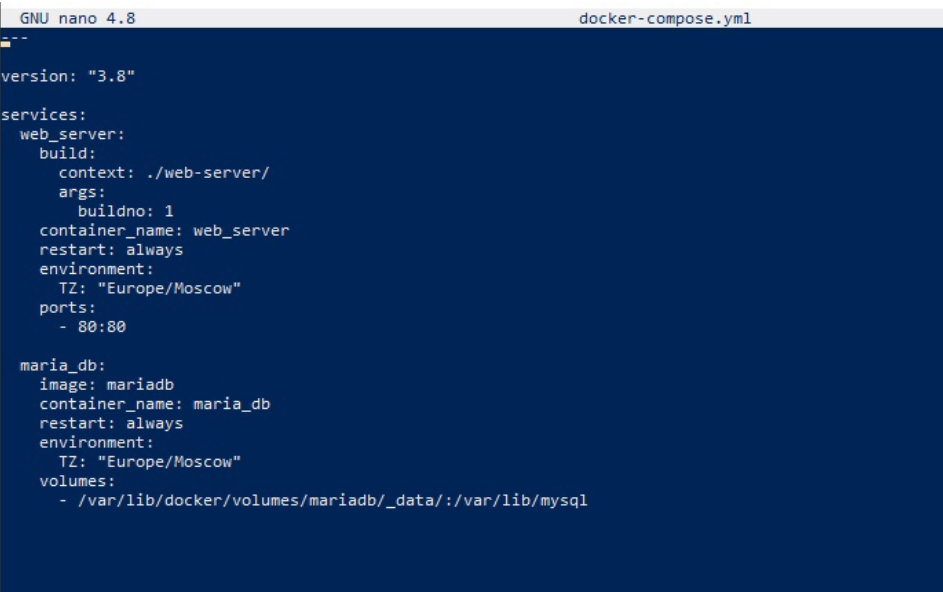 GNU nano 4.8 docker-compose.yml
---
version: "3.8"
services:
  web_server:
    build:
      context: ./web-server/
      args:
        buildno: 1
    container_name: web_server
    restart: always
    environment:
      TZ: "Europe/Moscow"
    ports:
      - 80:80
  maria_db:
    image: mariadb
    container_name: maria_db
    restart: always
    environment:
      TZ: "Europe/Moscow"
    volumes:
      - /var/lib/docker/volumes/mariadb/_data/:/var/lib/mysql